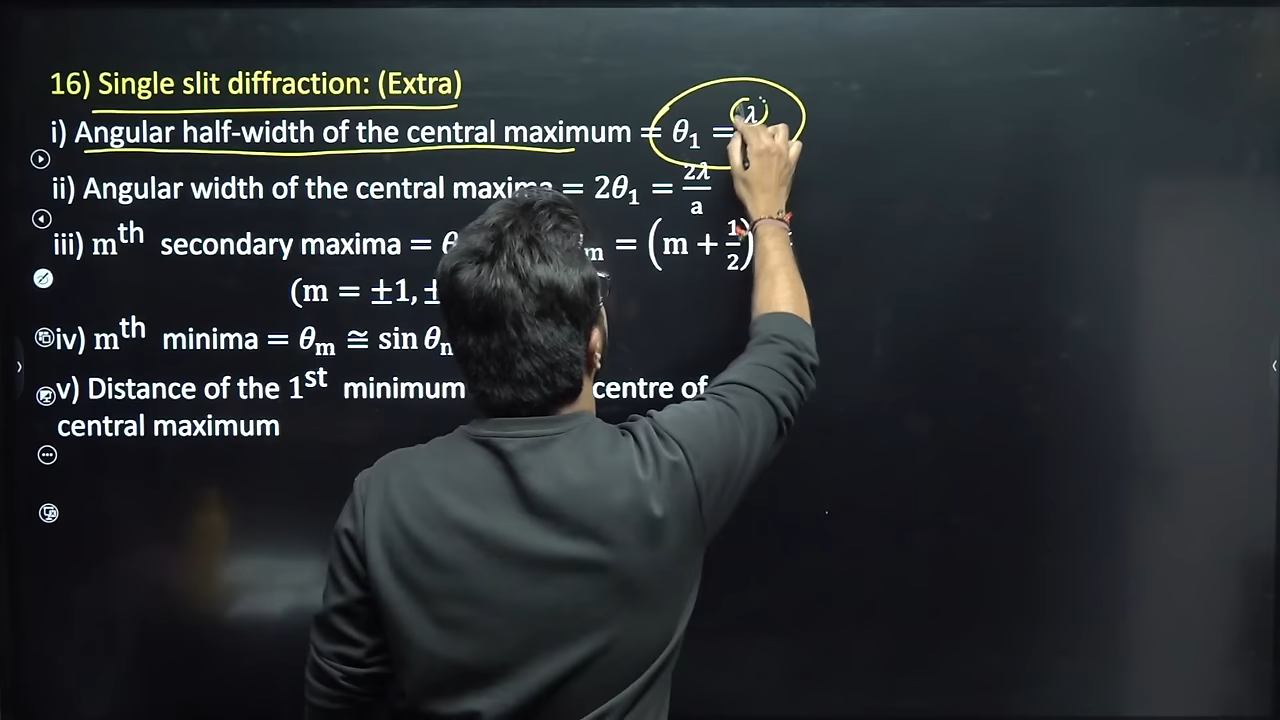 16) Single slit diffraction: (Extra)
i) Angular half-width of the central maximum = θ₁ = λ
ii) Angular width of the central maxima = 2θ₁ = 2λ/a
iii) mᵗʰ secondary maxima = θ m = (m + 1/2)
(m = ±1, ±
iv) mᵗʰ minima = θₘ ≅ sin θ
v) Distance of the 1ˢᵗ minimum centre of
central maximum